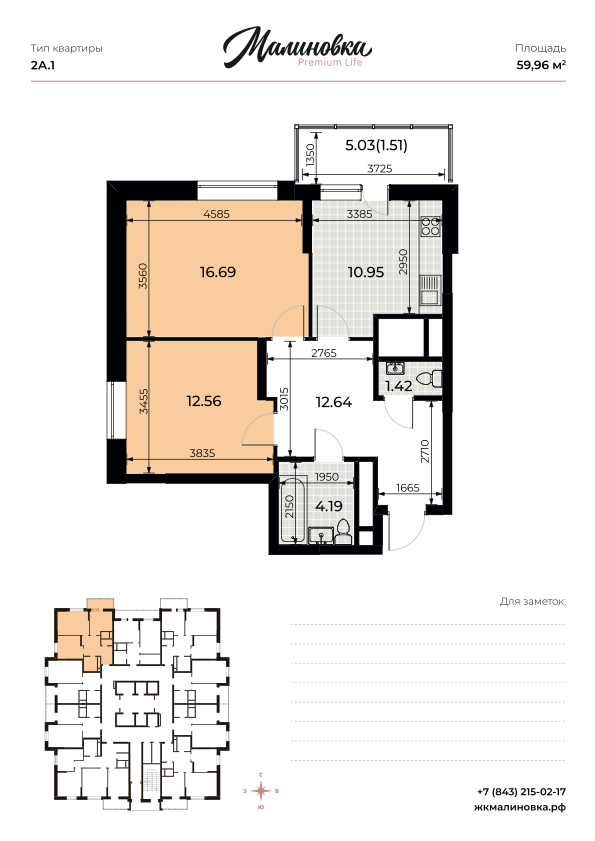 Тип квартиры
2А.1
Малиновка
Premium Life
Площадь
59,96 м²
5.03(1.51)
1350
3725
4585
3385
3560
16.69
10.95
2950
2765
3455
12.56
3015
12.64
1.42
3835
2710
1950
1665
2150
4.19
Для заметок:
С
З
В
Ю
+7 (843) 215-02-17
жкмалиновка.рф